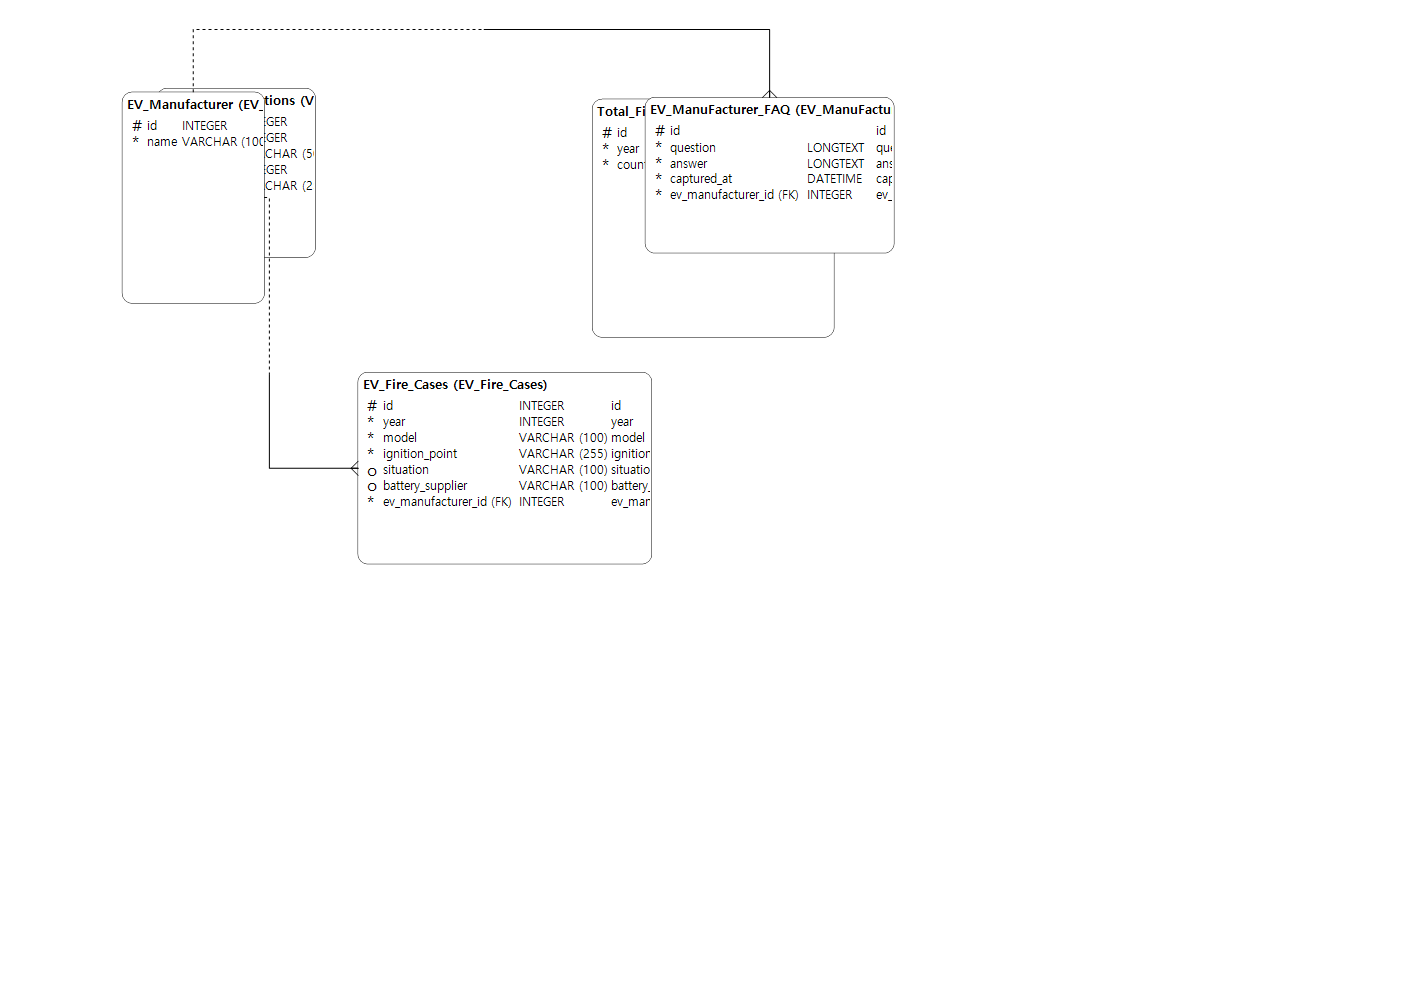 EV_Manufacturer (EV_
# id INTEGER
* name VARCHAR (100
tions (V
GER
GER
CHAR (5
GER
CHAR (2
Total_Fi
# id
* year
* coun
EV_ManuFacturer_FAQ (EV_ManuFactu
# id id
* question LONGTEXT que
* answer LONGTEXT ans
* captured_at DATETIME cap
* ev_manufacturer_id (FK) INTEGER ev_
EV_Fire_Cases (EV_Fire_Cases)
# id INTEGER id
* year INTEGER year
* model VARCHAR (100) model
* ignition_point VARCHAR (255) ignition
o situation VARCHAR (100) situatio
o battery_supplier VARCHAR (100) battery_
* ev_manufacturer_id (FK) INTEGER ev_mar